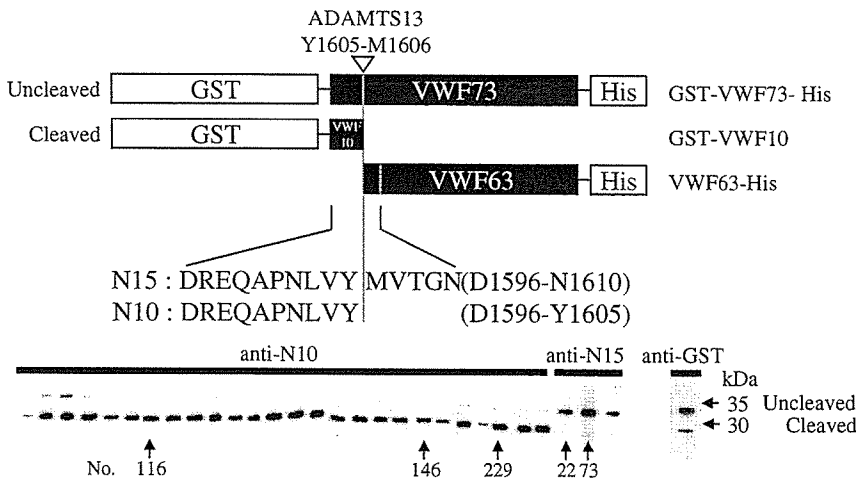 ADAMTS13
Y1605-M1606
Uncleaved GST VWF73 His GST-VWF73- His
Cleaved GST VWF 10 GST-VWF10
VWF63 His VWF63-His
N15 : DREQAPNLVY MVTGN(D1596-N1610)
N10 : DREQAPNLVY (D1596-Y1605)
anti-N10 anti-N15 anti-GST
kDa
35 Uncleaved
30 Cleaved
No. 116 146 229 22 73